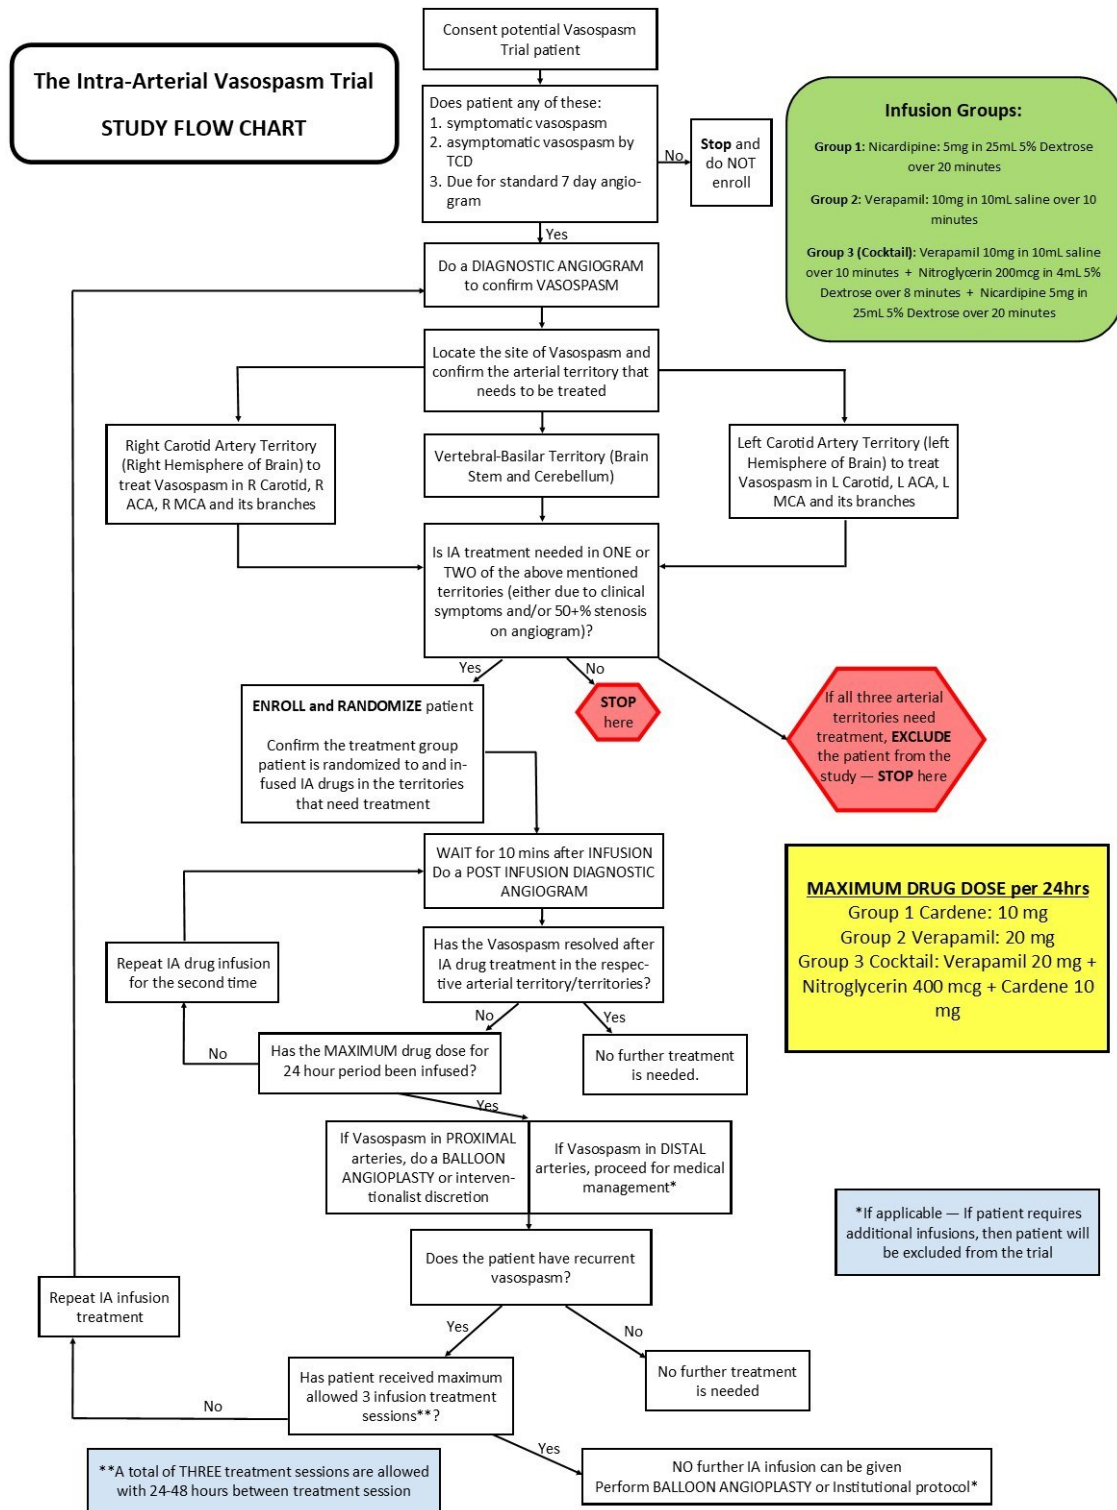 The Intra-Arterial Vasospasm Trial
STUDY FLOW CHART
Consent potential Vasospasm
Trial patient
Does patient any of these:
1. symptomatic vasospasm
2. asymptomatic vasospasm by
TCD
3. Due for standard 7 day angio-
gram
No
Stop and
do NOT
enroll
Infusion Groups:
Group 1: Nicardipine: 5mg in 25mL 5% Dextrose
over 20 minutes
Group 2: Verapamil: 10mg in 10mL saline over 10
minutes
Group 3 (Cocktail): Verapamil 10mg in 10mL saline
over 10 minutes + Nitroglycerin 200mcg in 4mL 5%
Dextrose over 8 minutes + Nicardipine 5mg in
25mL 5% Dextrose over 20 minutes
Yes
Do a DIAGNOSTIC ANGIOGRAM
to confirm VASOSPASM
Locate the site of Vasospasm and
confirm the arterial territory that
needs to be treated
Right Carotid Artery Territory
(Right Hemisphere of Brain) to
treat Vasospasm in R Carotid, R
ACA, R MCA and its branches
Vertebral-Basilar Territory (Brain
Stem and Cerebellum)
Left Carotid Artery Territory (left
Hemisphere of Brain) to treat
Vasospasm in L Carotid, L ACA, L
MCA and its branches
Is IA treatment needed in ONE or
TWO of the above mentioned
territories (either due to clinical
symptoms and/or 50+% stenosis
on angiogram)?
Yes
No
ENROLL and RANDOMIZE patient
Confirm the treatment group
patient is randomized to and in-
fused IA drugs in the territories
that need treatment
STOP
here
If all three arterial
territories need
treatment, EXCLUDE
the patient from the
study — STOP here
WAIT for 10 mins after INFUSION
Do a POST INFUSION DIAGNOSTIC
ANGIOGRAM
MAXIMUM DRUG DOSE per 24hrs
Group 1 Cardene: 10 mg
Group 2 Verapamil: 20 mg
Group 3 Cocktail: Verapamil 20 mg +
Nitroglycerin 400 mcg + Cardene 10
mg
Repeat IA drug infusion
for the second time
Has the Vasospasm resolved after
IA drug treatment in the respec-
tive arterial territory/territories?
No
Yes
No
Has the MAXIMUM drug dose for
24 hour period been infused?
No further treatment
is needed.
Yes
If Vasospasm in PROXIMAL
arteries, do a BALLOON
ANGIOPLASTY or interven-
tionalist discretion
If Vasospasm in DISTAL
arteries, proceed for medical
management*
*If applicable — If patient requires
additional infusions, then patient will
be excluded from the trial
Does the patient have recurrent
vasospasm?
Repeat IA infusion
treatment
Yes
No
Has patient received maximum
allowed 3 infusion treatment
sessions**?
No further treatment
is needed
No
Yes
**A total of THREE treatment sessions are allowed
with 24-48 hours between treatment session
NO further IA infusion can be given
Perform BALLOON ANGIOPLASTY or Institutional protocol*